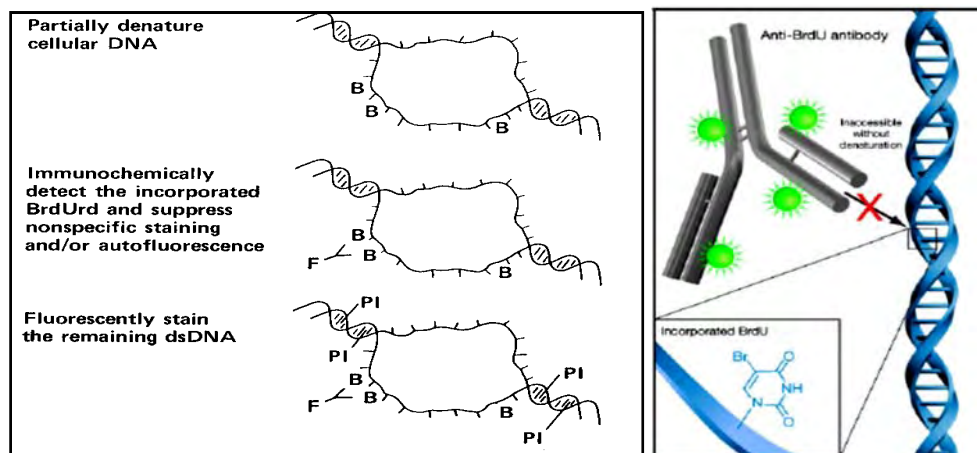 Partially denature
cellular DNA
B
B
B
Immunochemically
detect the incorporated
BrdUrd and suppress
nonspecific staining
and/or autofluorescence
B
F
B
B
Fluorescently stain
the remaining dsDNA
PI
PI
B
F
B
B
PI
PI
Anti-BrdU antibody
Inaccessible
without
denaturation
Incorporated BrdU
Br
O
NH
N
O